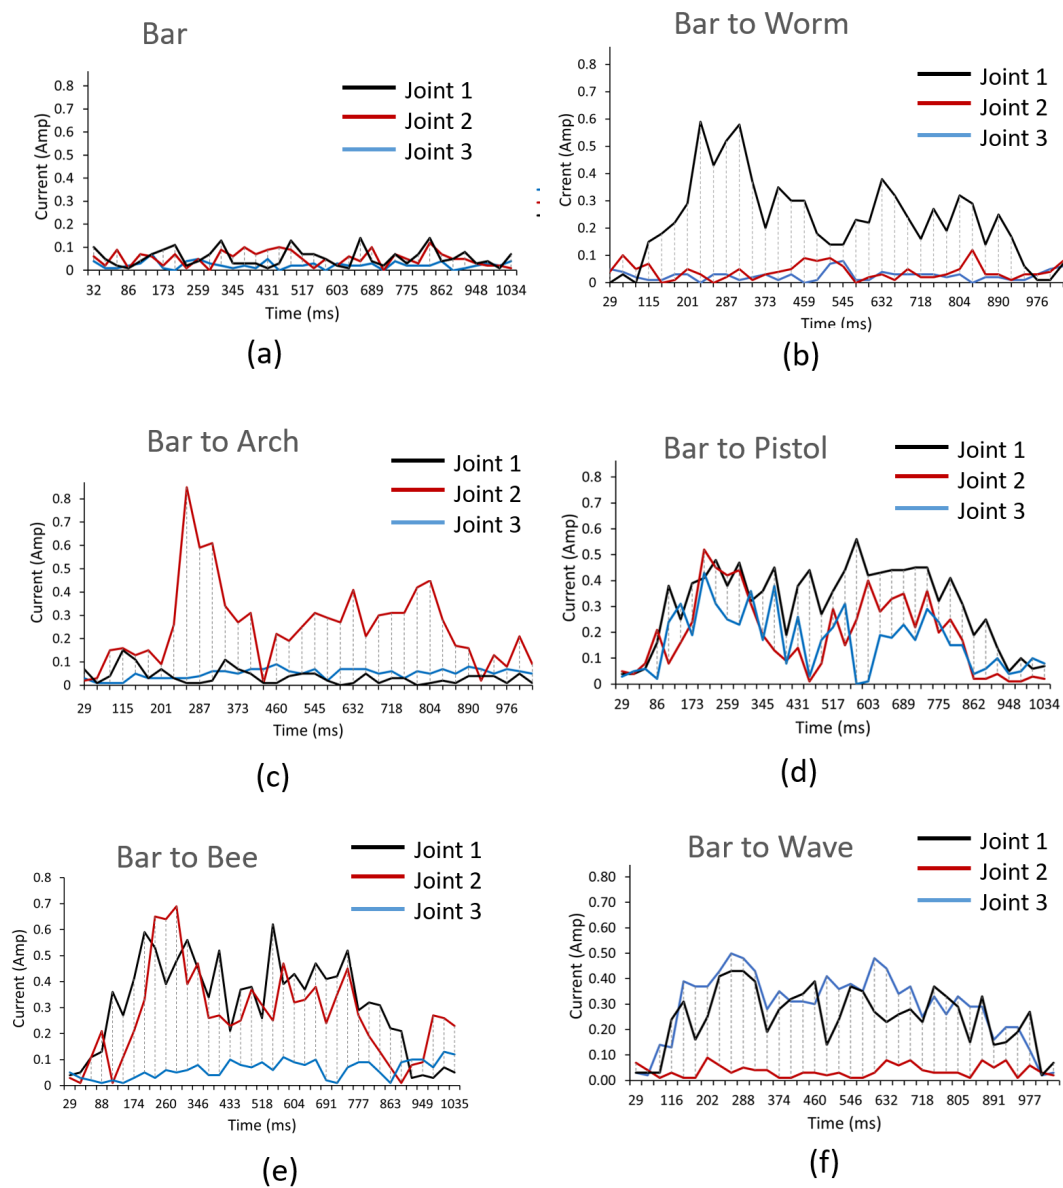 Bar
Joint 1
Joint 2
Joint 3
Current (Amp)
0.8
0.7
0.6
0.5
0.4
0.3
0.2
0.1
0
32 86 173 259 345 431 517 603 689 775 862 948 1034
Time (ms)
(a)
Bar to Worm
Joint 1
Joint 2
Joint 3
Crrent (Amp)
0.8
0.7
0.6
0.5
0.4
0.3
0.2
0.1
0
29 115 201 287 373 459 545 632 718 804 890 976
Time (ms)
(b)
Bar to Arch
Joint 1
Joint 2
Joint 3
Current (Amp)
0.8
0.7
0.6
0.5
0.4
0.3
0.2
0.1
0
29 115 201 287 373 460 546 632 718 804 890 976
Time (ms)
(c)
Bar to Pistol
Joint 1
Joint 2
Joint 3
Current (Amp)
0.8
0.7
0.6
0.5
0.4
0.3
0.2
0.1
0
29 86 173 259 345 431 517 603 689 775 862 948 1034
Time (ms)
(d)
Bar to Bee
Joint 1
Joint 2
Joint 3
Current (Amp)
0.8
0.7
0.6
0.5
0.4
0.3
0.2
0.1
0
29 88 174 260 346 433 518 604 691 777 863 949 1035
Time (ms)
(e)
Bar to Wave
Joint 1
Joint 2
Joint 3
Current (Amp)
0.80
0.70
0.60
0.50
0.40
0.30
0.20
0.10
0.00
29 116 202 288 374 460 546 632 718 805 891 977
Time (ms)
(f)